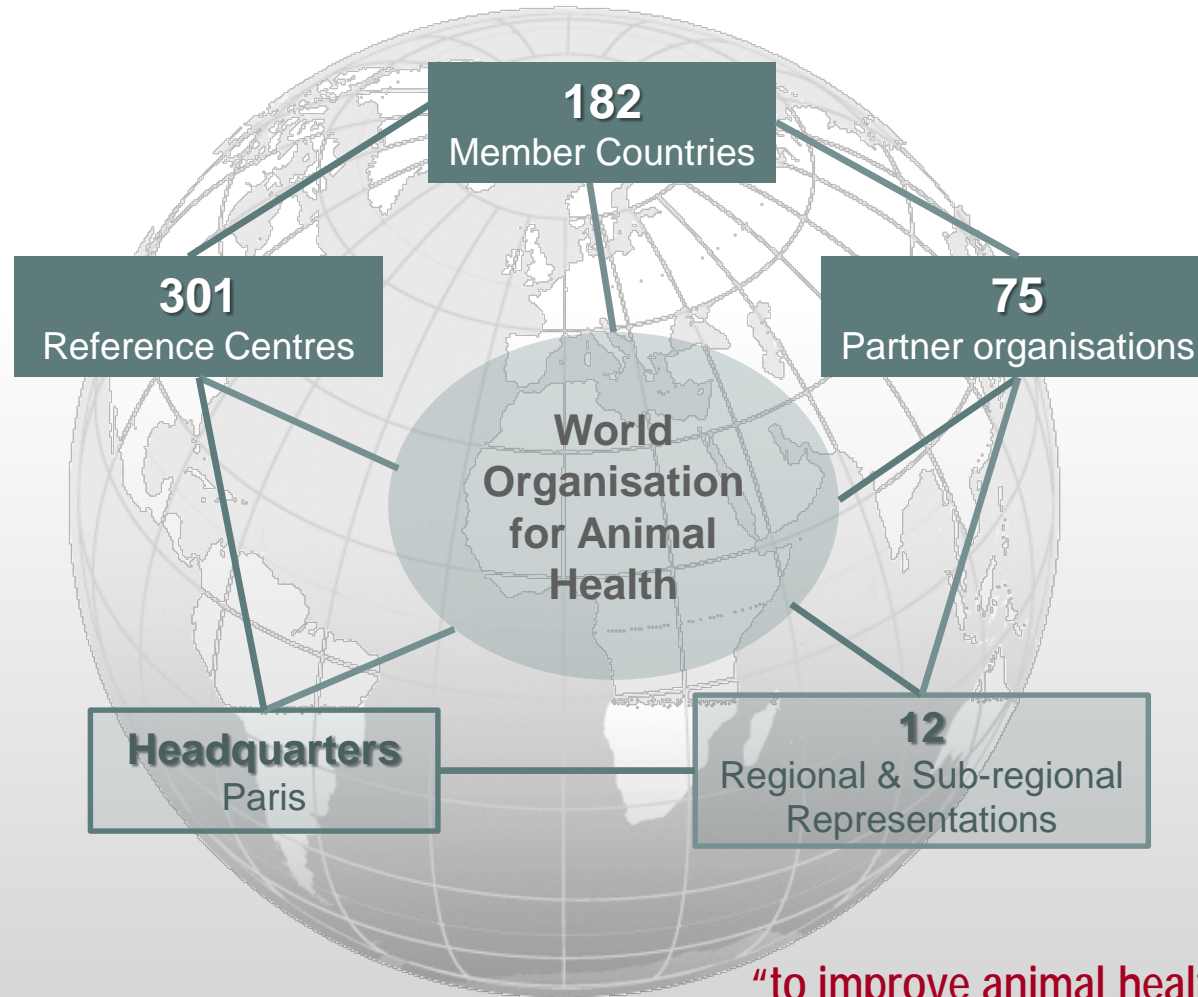 182
Member Countries
301
Reference Centres
75
Partner organisations
World
Organisation
for Animal
Health
Headquarters
Paris
12
Regional & Sub-regional
Representations
“to improve animal healt